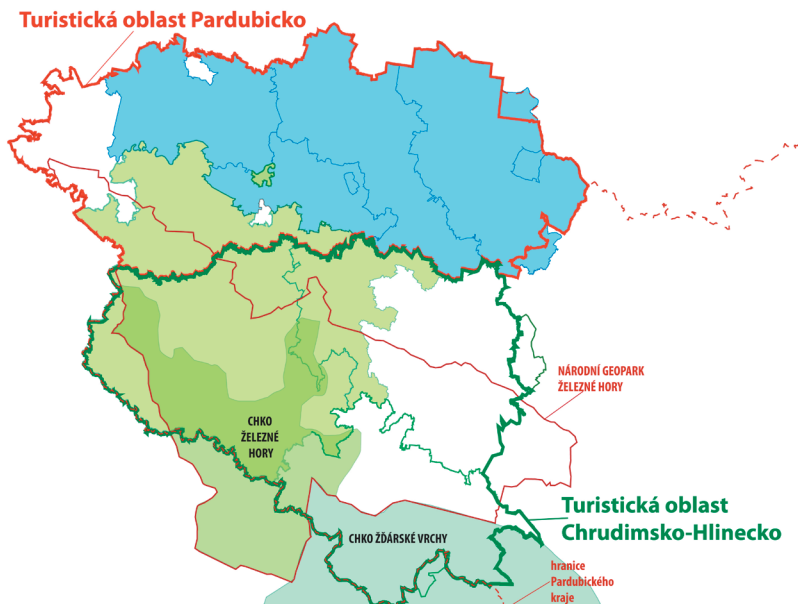 Turistická oblast Pardubicko
NÁRODNÍ GEOPARK
ŽELEZNÉ HORY
CHKO
ŽELEZNÉ
HORY
Turistická oblast
Chrudimsko-Hlinecko
CHKO ŽĎÁRSKÉ VRCHY
hranice
Pardubického
kraje